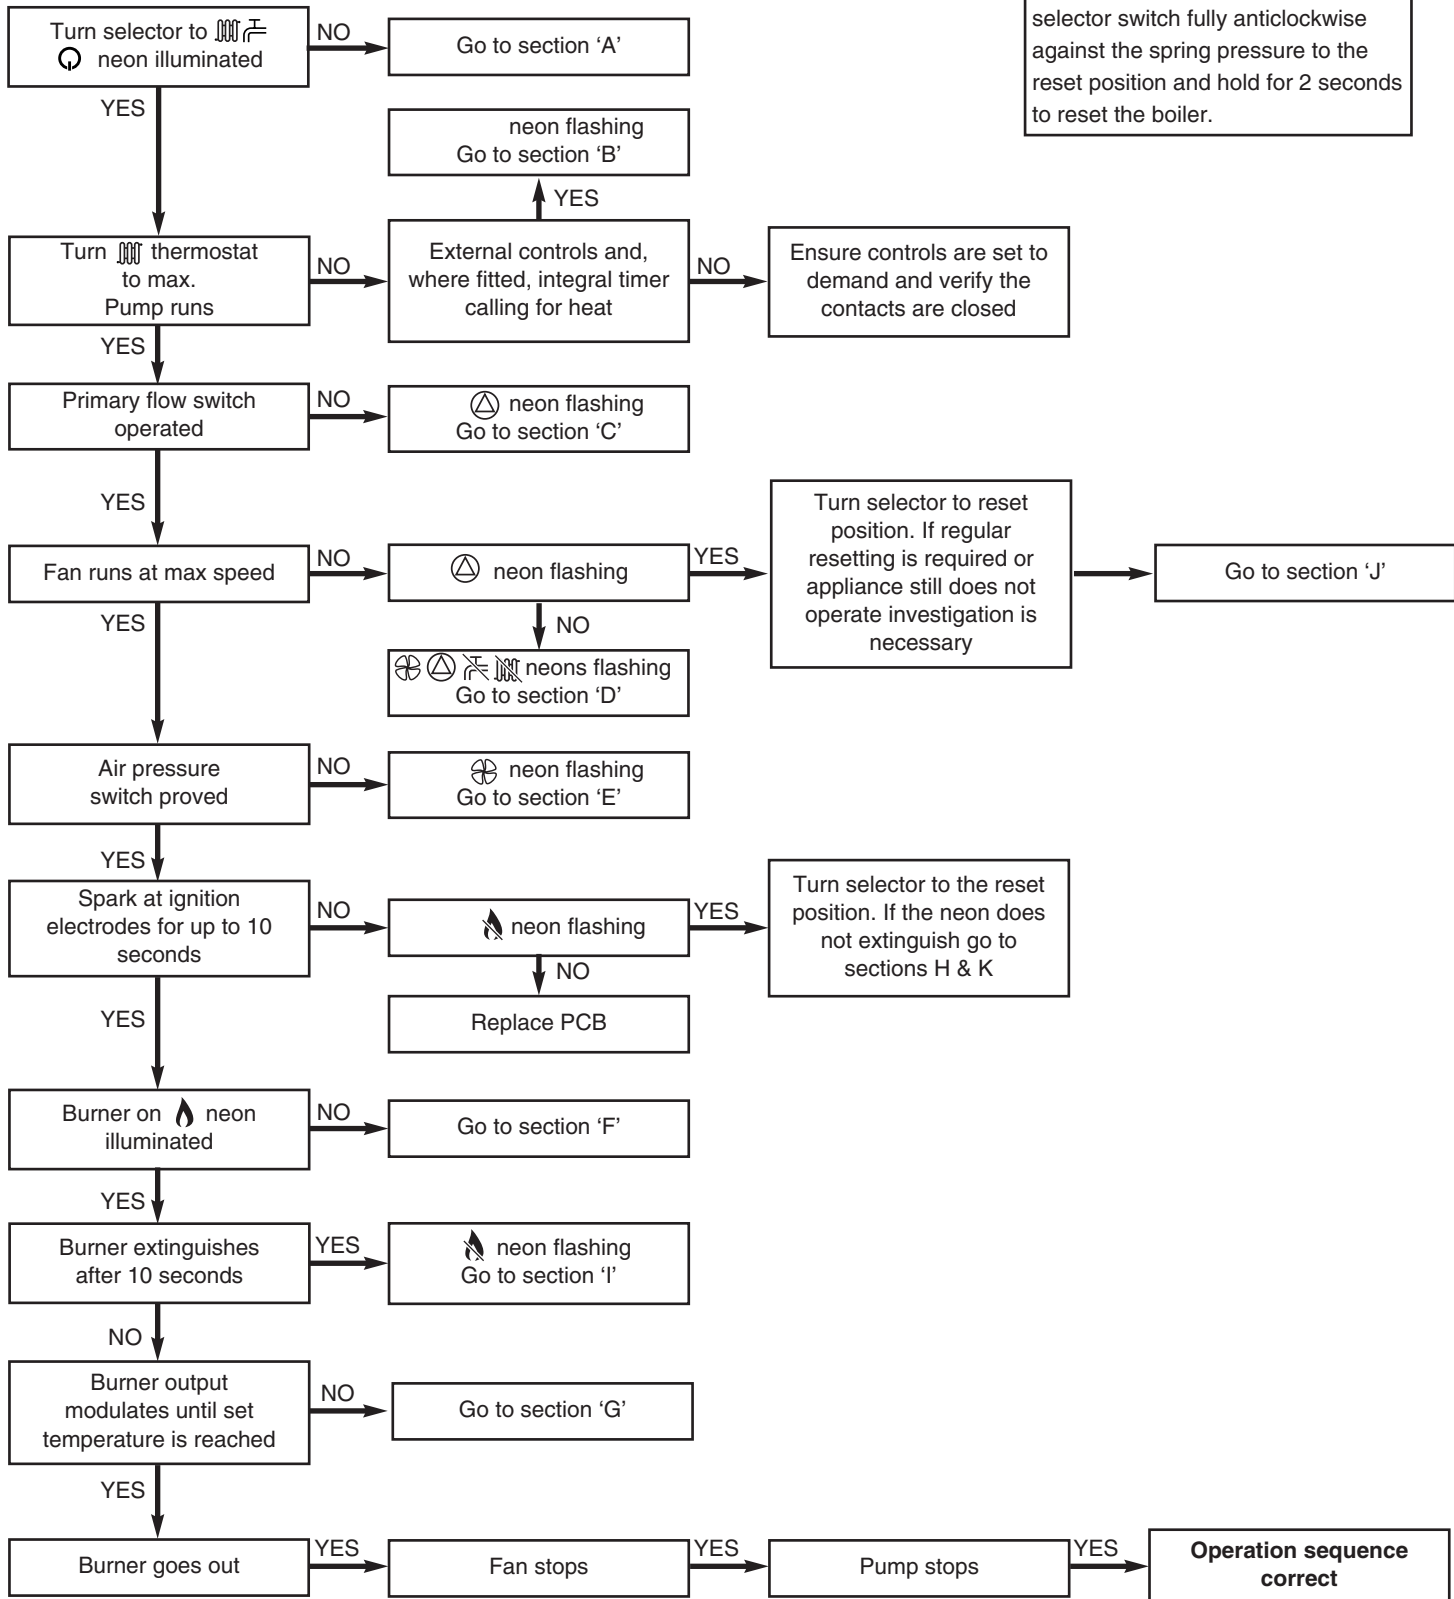 Turn selector to
neon illuminated
NO
Go to section ‘A’
selector switch fully anticlockwise
against the spring pressure to the
reset position and hold for 2 seconds
to reset the boiler.
YES
neon flashing
Go to section ‘B’
YES
Turn thermostat
to max.
Pump runs
NO
External controls and,
where fitted, integral timer
calling for heat
NO
Ensure controls are set to
demand and verify the
contacts are closed
YES
Primary flow switch
operated
NO
neon flashing
Go to section ‘C’
YES
Fan runs at max speed
NO
neon flashing
YES
Turn selector to reset
position. If regular
resetting is required or
appliance still does not
operate investigation is
necessary
Go to section ‘J’
YES
NO
neons flashing
Go to section ‘D’
Air pressure
switch proved
NO
neon flashing
Go to section ‘E’
YES
Spark at ignition
electrodes for up to 10
seconds
NO
neon flashing
YES
Turn selector to the reset
position. If the neon does
not extinguish go to
sections H & K
NO
Replace PCB
YES
Burner on neon
illuminated
NO
Go to section ‘F’
YES
Burner extinguishes
after 10 seconds
YES
neon flashing
Go to section ‘I’
NO
Burner output
modulates until set
temperature is reached
NO
Go to section ‘G’
YES
Burner goes out
YES
Fan stops
YES
Pump stops
YES
Operation sequence
correct